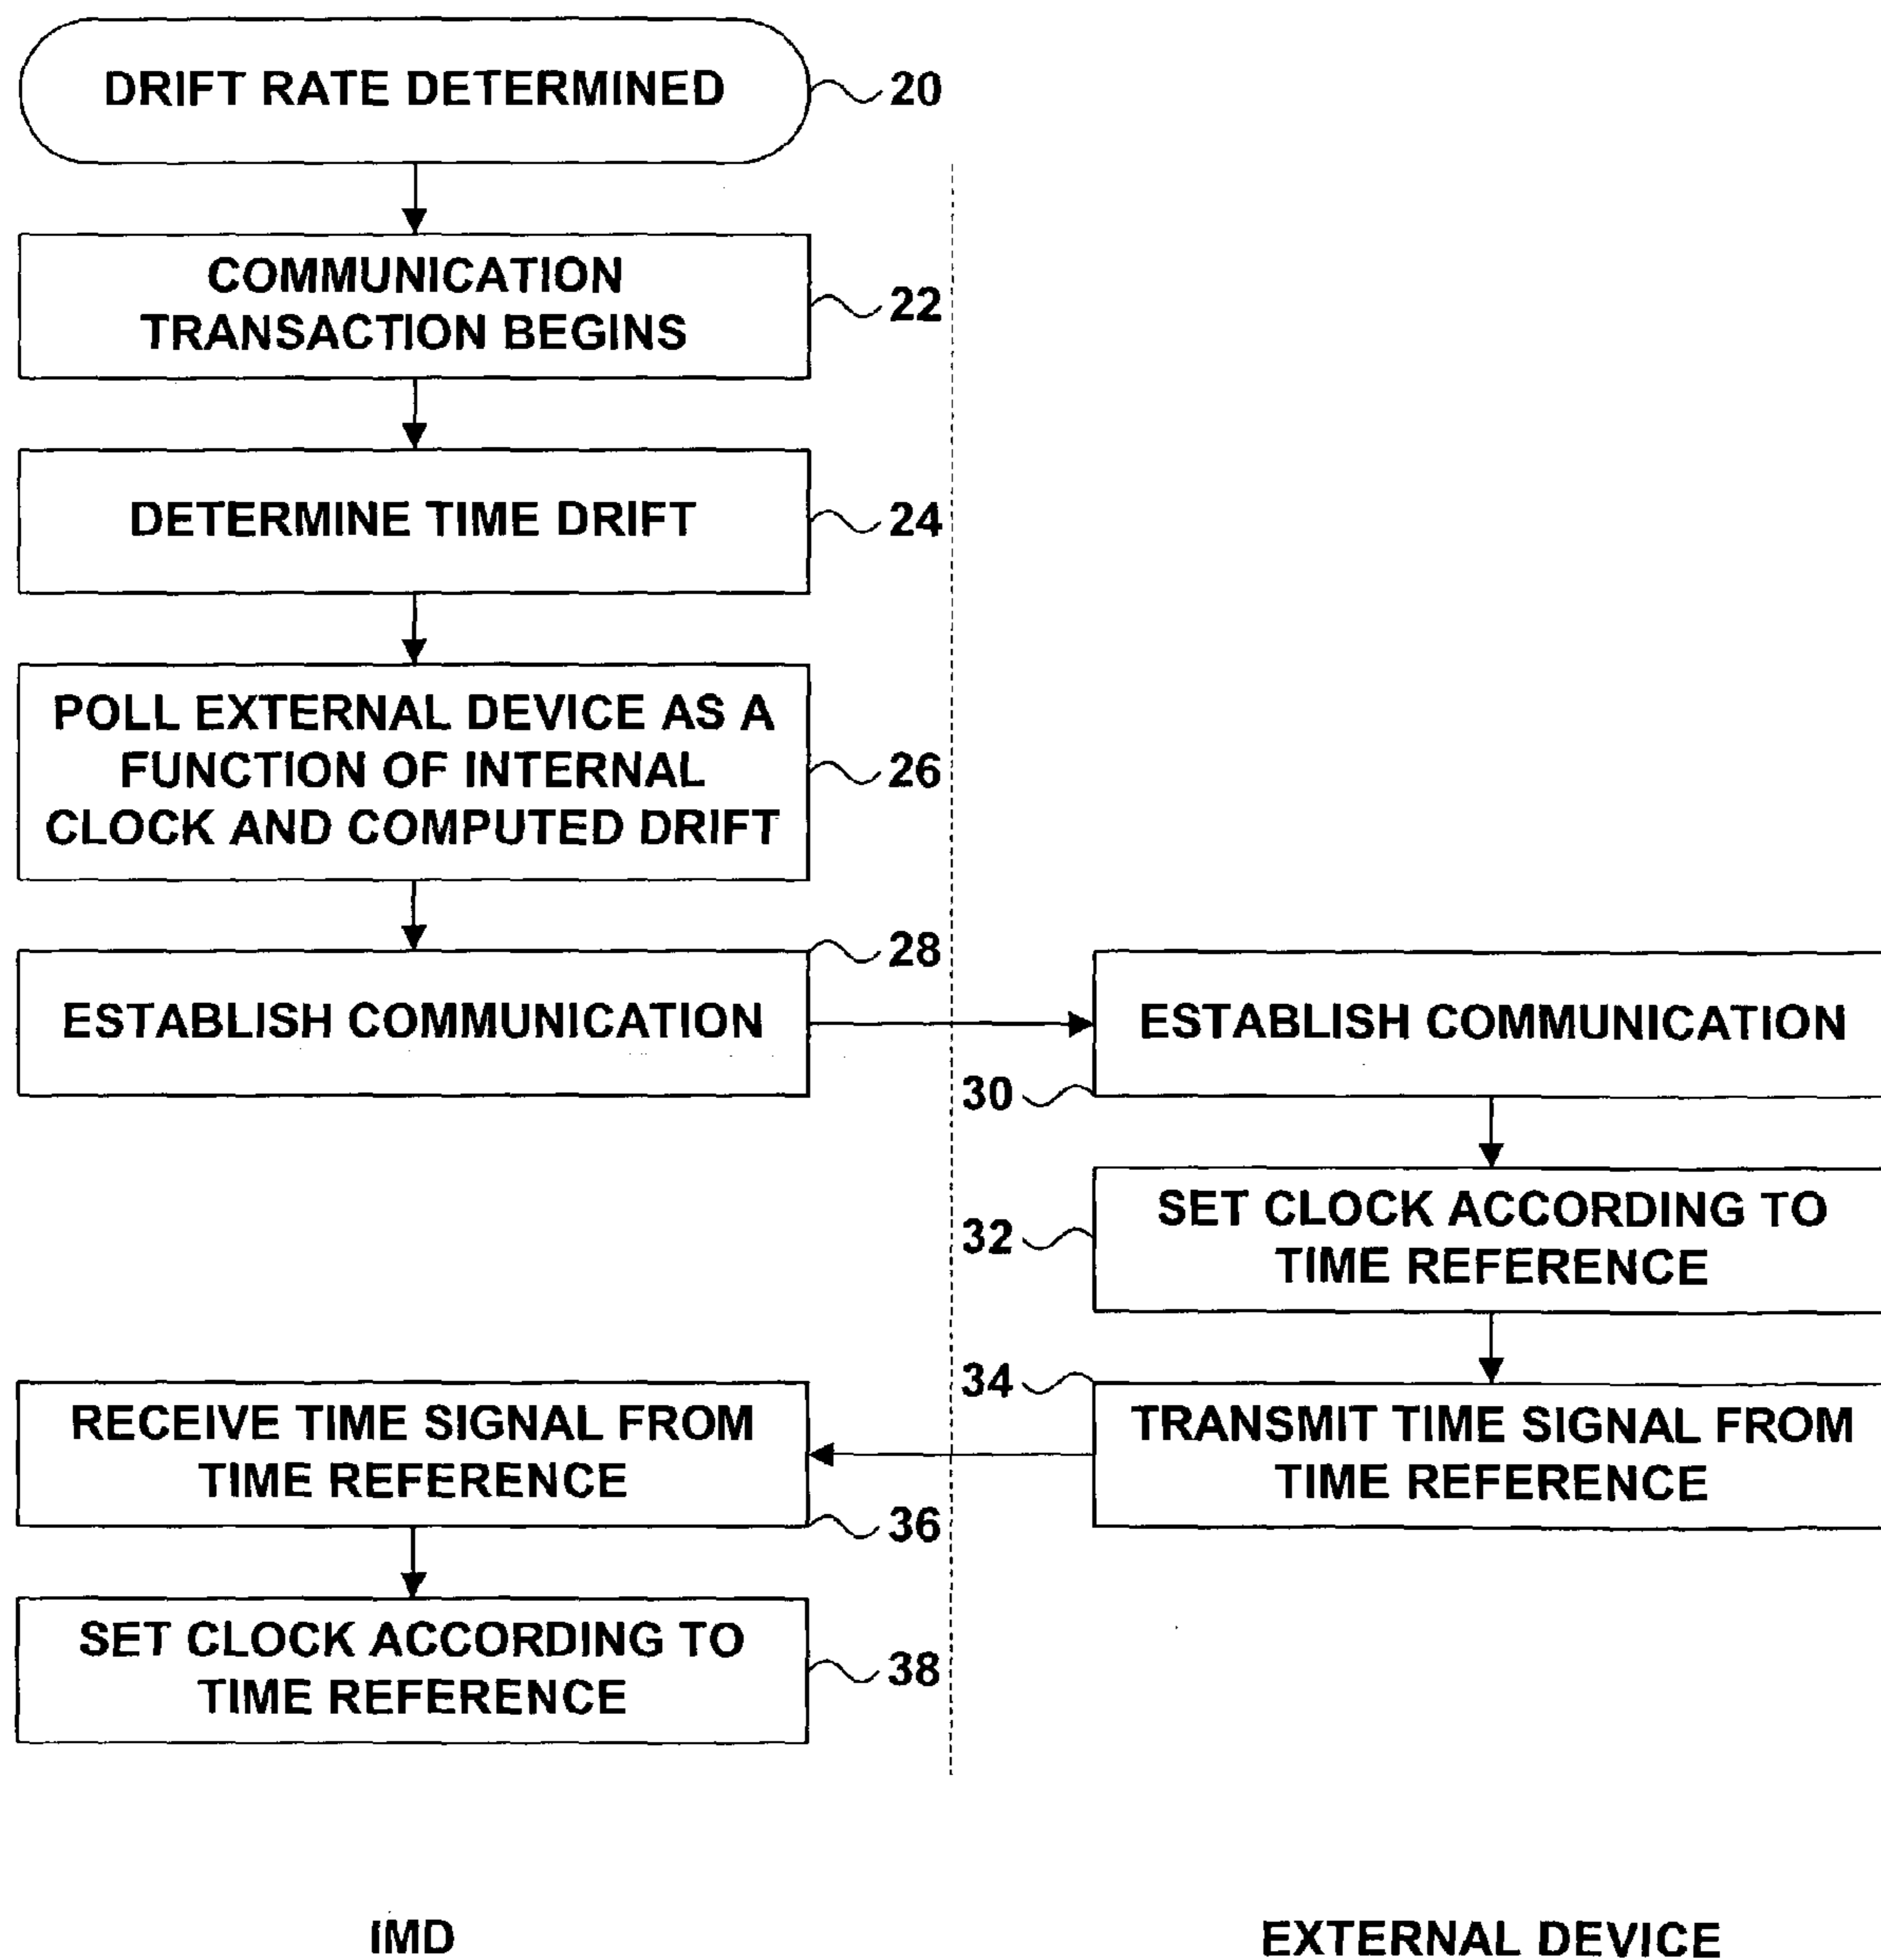 DRIFT RATE DETERMINED
20
COMMUNICATION
TRANSACTION BEGINS
22
DETERMINE TIME DRIFT
24
POLL EXTERNAL DEVICE AS A
FUNCTION OF INTERNAL
CLOCK AND COMPUTED DRIFT
26
ESTABLISH COMMUNICATION
28
ESTABLISH COMMUNICATION
30
SET CLOCK ACCORDING TO
TIME REFERENCE
32
TRANSMIT TIME SIGNAL FROM
TIME REFERENCE
34
RECEIVE TIME SIGNAL FROM
TIME REFERENCE
36
SET CLOCK ACCORDING TO
TIME REFERENCE
38
IMD
EXTERNAL DEVICE